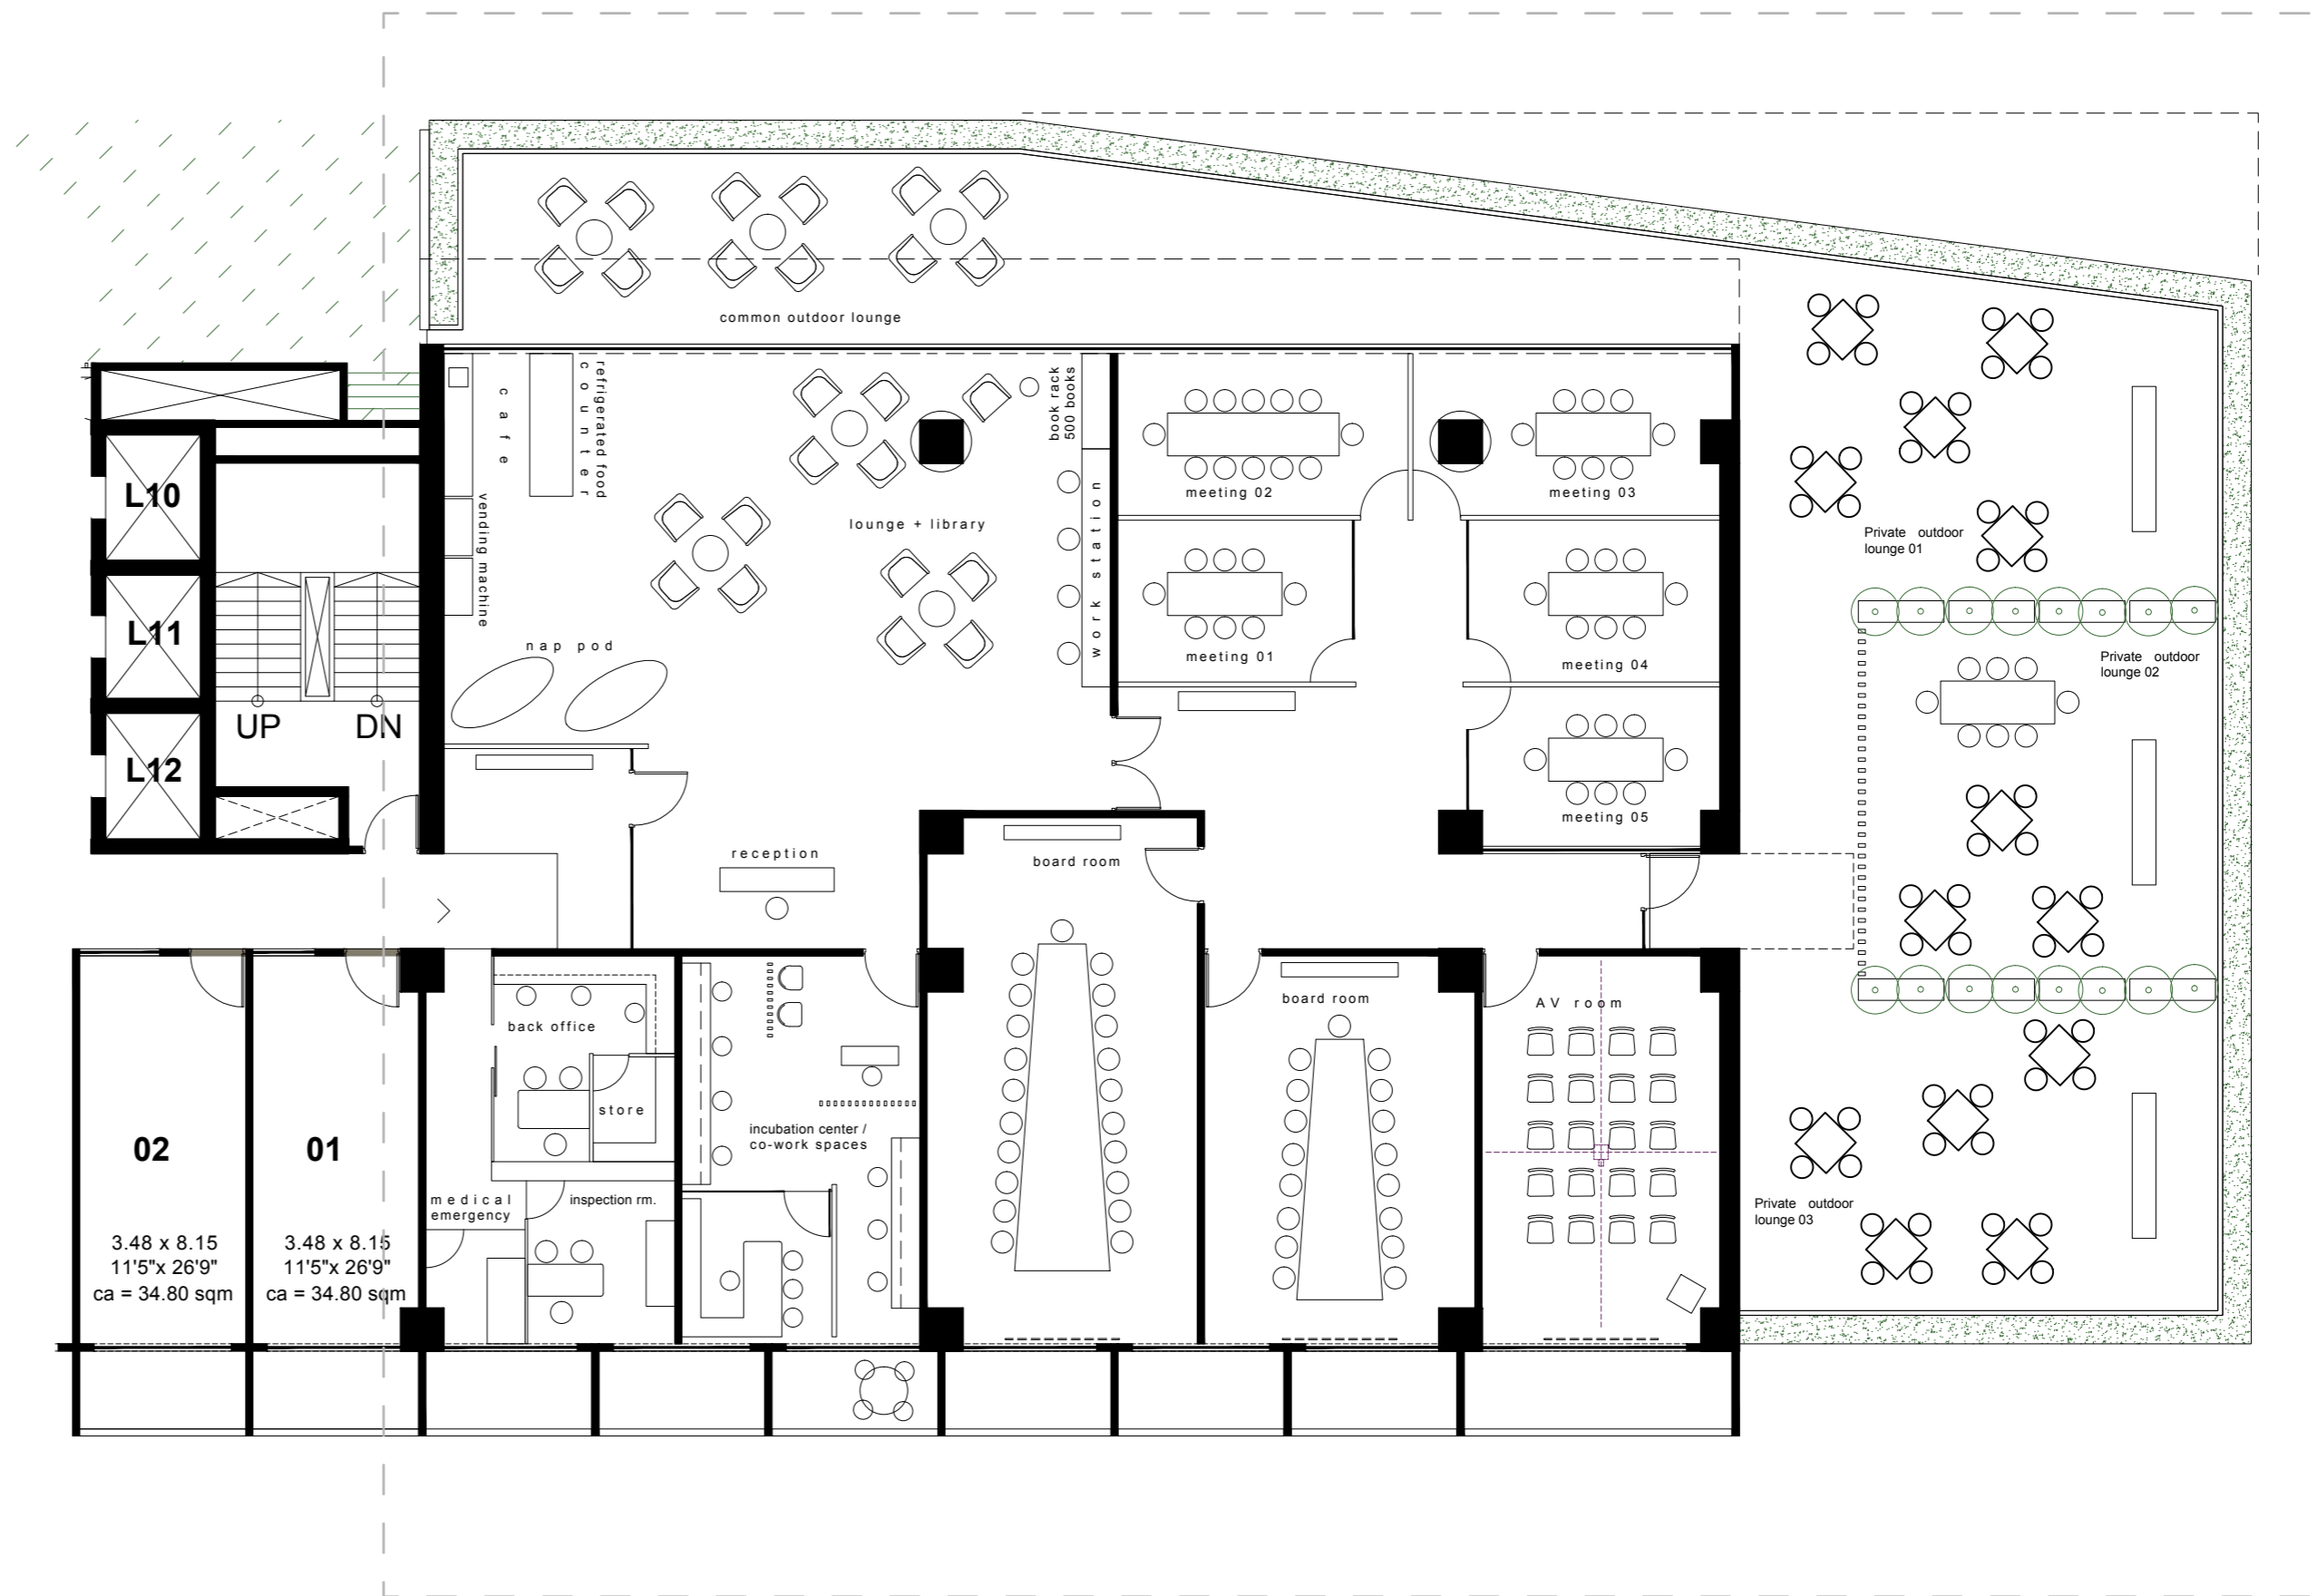 common outdoor lounge
cafe
refrigerated food
counter
book rack
500 books
L10
meeting 02
meeting 03
vending machine
lounge + library
work station
Private outdoor
lounge 01
L11
nap pod
meeting 01
meeting 04
Private outdoor
lounge 02
UP
DN
L12
meeting 05
reception
board room
back office
board room
AV room
store
incubation center /
co-work spaces
02
01
medical
emergency
inspection rm.
Private outdoor
lounge 03
3.48 x 8.15
11'5"x 26'9"
ca = 34.80 sqm
3.48 x 8.15
11'5"x 26'9"
ca = 34.80 sqm